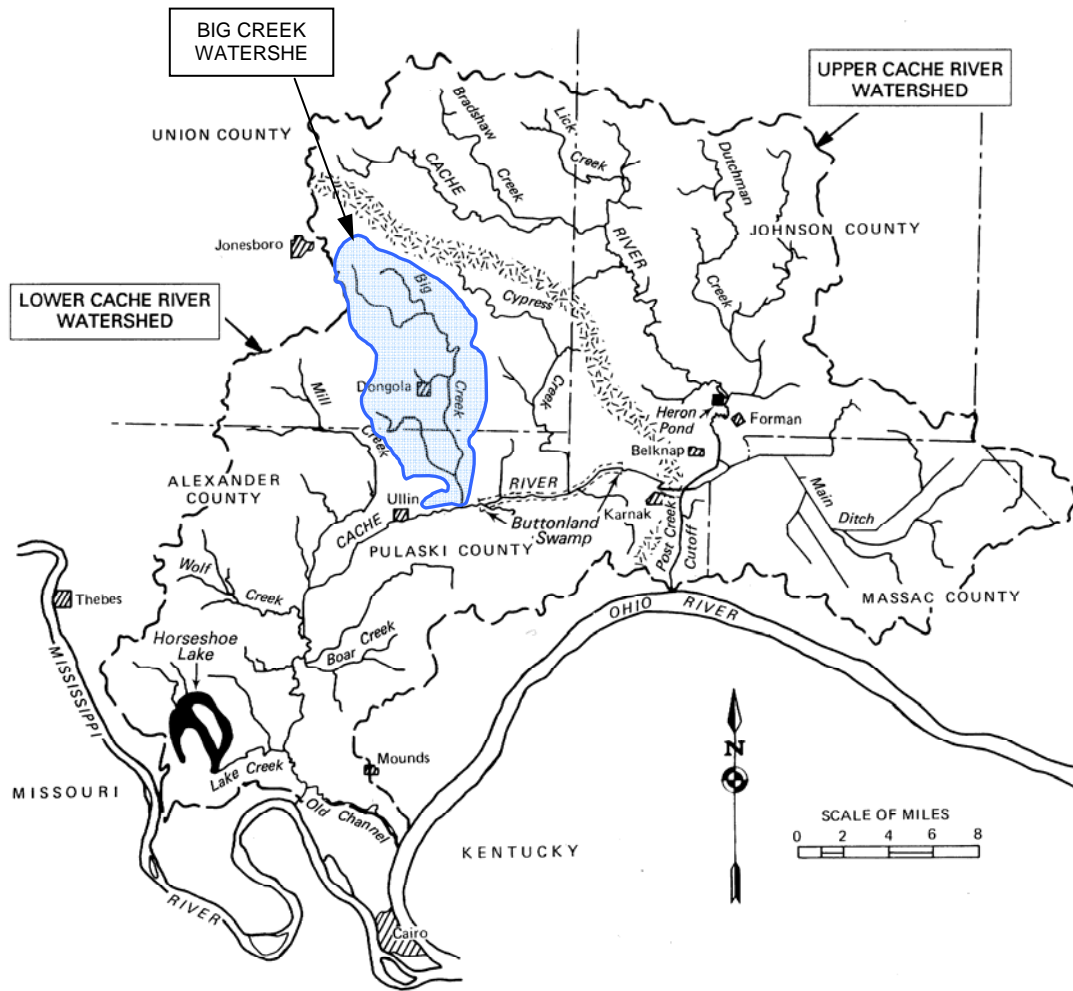 BIG CREEK
WATERSHE
UPPER CACHE RIVER
WATERSHED
UNION COUNTY
Bradshaw
Creek
Lick
Creek
Dutchman
Creek
CACHE
RIVER
JOHNSON COUNTY
Jonesboro
Big
Creek
Cypress
Creek
LOWER CACHE RIVER
WATERSHED
Dongola
Mill
Creek
Heron
Pond
Forman
Belknap
ALEXANDER
COUNTY
Ullin
CACHE
RIVER
Buttonland
Swamp
Karnak
Post Creek
Cutoff
Main
Ditch
PULASKI COUNTY
MASSAC COUNTY
Wolf
Creek
Thebes
Boar Creek
OHIO RIVER
Horseshoe
Lake
MISSISSIPPI
RIVER
Lake Creek
Mounds
Old Channel
MISSOURI
KENTUCKY
Cairo
N
SCALE OF MILES
0 2 4 6 8